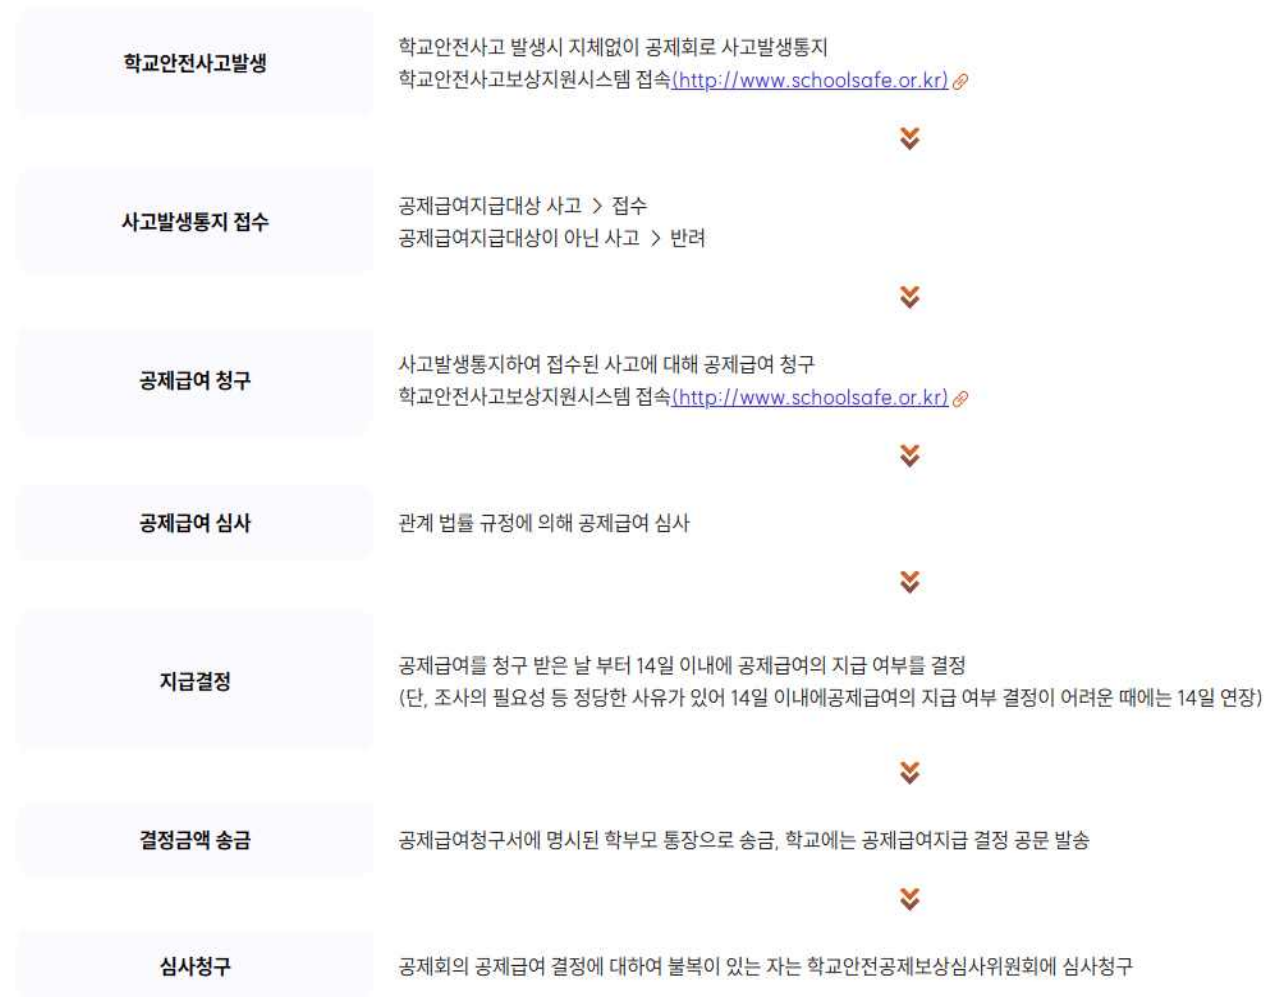 학교안전사고발생
학교안전사고 발생시 지체없이 공제회로 사고발생통지
학교안전사고보상지원시스템 접속(http://www.schoolsafe.or.kr)
사고발생통지 접수
공제급여지급대상 사고 > 접수
공제급여지급대상이 아닌 사고 > 반려
공제급여 청구
사고발생통지하여 접수된 사고에 대해 공제급여 청구
학교안전사고보상지원시스템 접속(http://www.schoolsafe.or.kr)
공제급여 심사
관계 법률 규정에 의해 공제급여 심사
지급결정
공제급여를 청구 받은 날 부터 14일 이내에 공제급여의 지급 여부를 결정
(단, 조사의 필요성 등 정당한 사유가 있어 14일 이내에공제급여의 지급 여부 결정이 어려운 때에는 14일 연장)
결정금액 송금
공제급여청구서에 명시된 학부모 통장으로 송금, 학교에는 공제급여지급 결정 공문 발송
심사청구
공제회의 공제급여 결정에 대하여 불복이 있는 자는 학교안전공제보상심사위원회에 심사청구